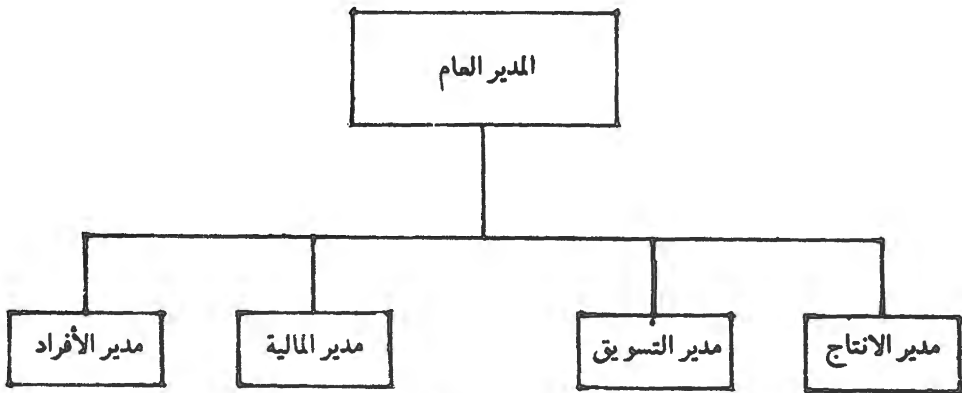 المدير العام
مدير الانتاج
مدير التسويق
مدير المالية
مدير الأفراد